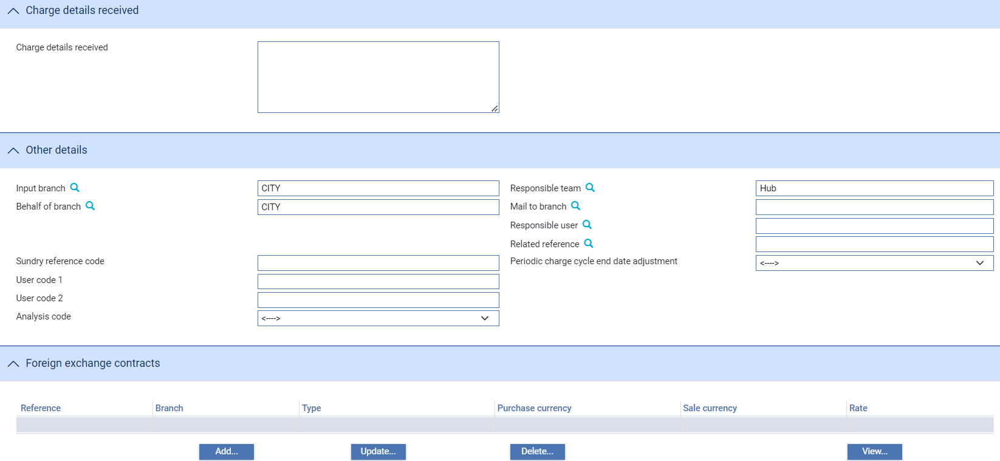 Charge details received
Charge details received
Other details
Input branch CITY Responsible team Hub
Behalf of branch CITY Mail to branch
Responsible user
Related reference
Sundry reference code Periodic charge cycle end date adjustment <---->
User code 1
User code 2
Analysis code <---->
Foreign exchange contracts
Reference Branch Type Purchase currency Sale currency Rate
Add... Update... Delete... View...